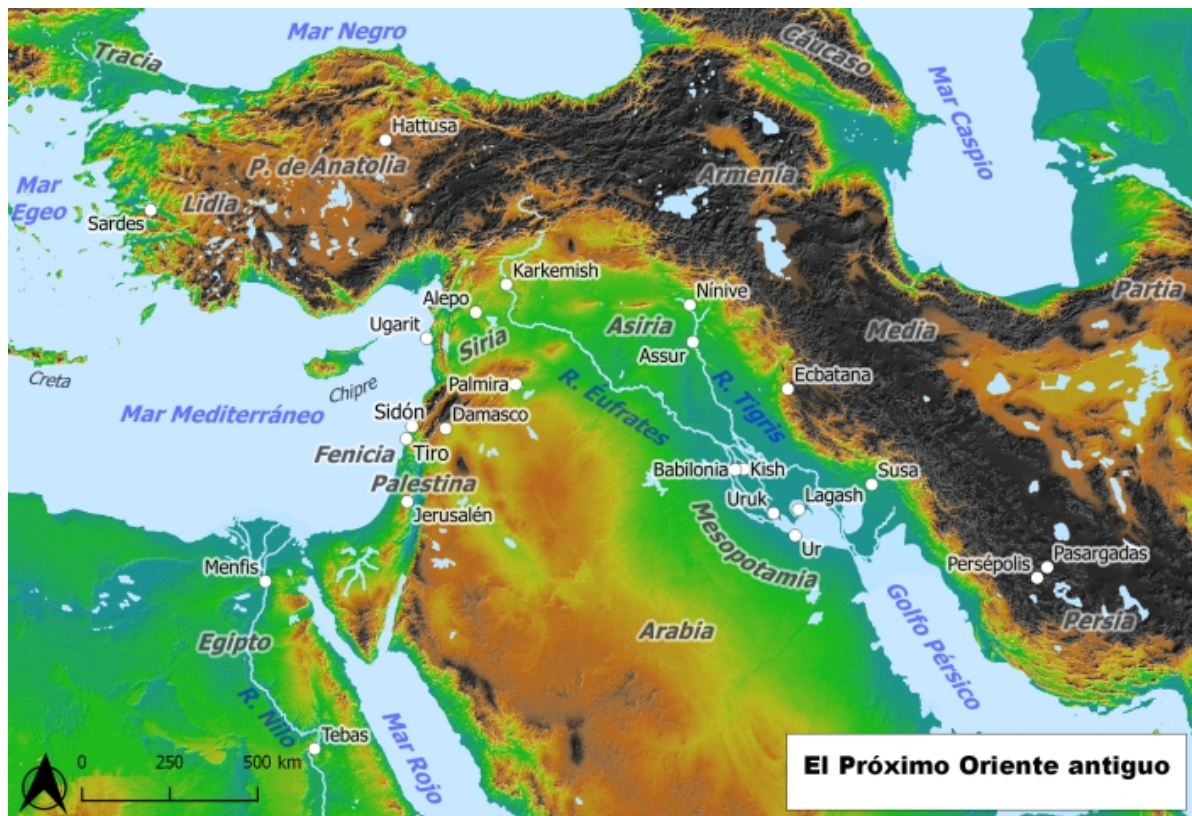 Mar Negro
Tracia
Cáucaso
Mar Caspio
Hattusa
P. de Anatolia
Armenia
Mar
Egeo
Lidia
Sardes
Karkemish
Nínive
Alepo
Partia
Ugarit
Siria
Asiria
Media
Assur
Creta
Chipre
Palmira
Ecbatana
R. Eufrates
R. Tigris
Mar Mediterráneo
Sidón
Damasco
Fenicia
Tiro
Babilonia
Kish
Susa
Palestina
Uruk
Lagash
Jerusalén
Mesopotamia
Ur
Menfis
Persépolis
Pasargadas
Golfo Pérsico
Egipto
Arabia
Persia
R. Nilo
Mar Rojo
Tebas
0 250 500 km
El Próximo Oriente antiguo